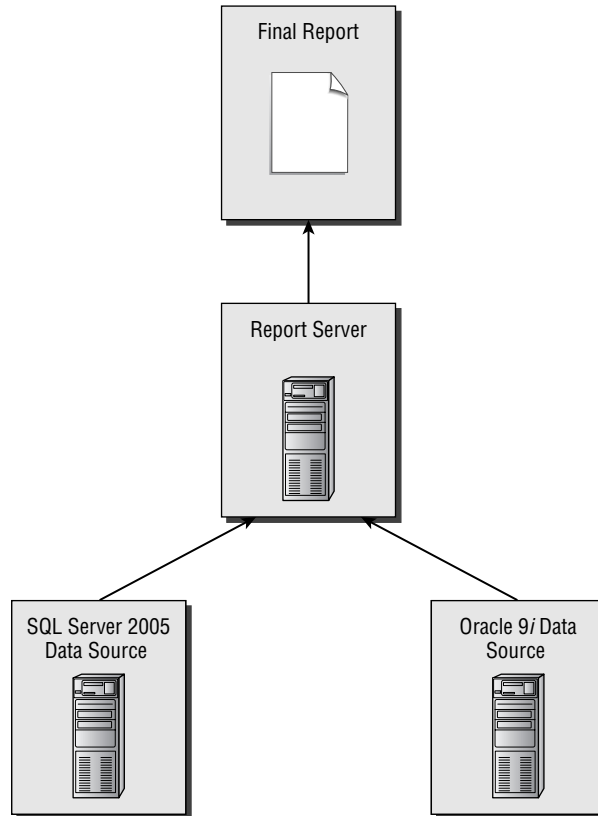 Final Report
Report Server
SQL Server 2005
Data Source
Oracle 9i Data
Source